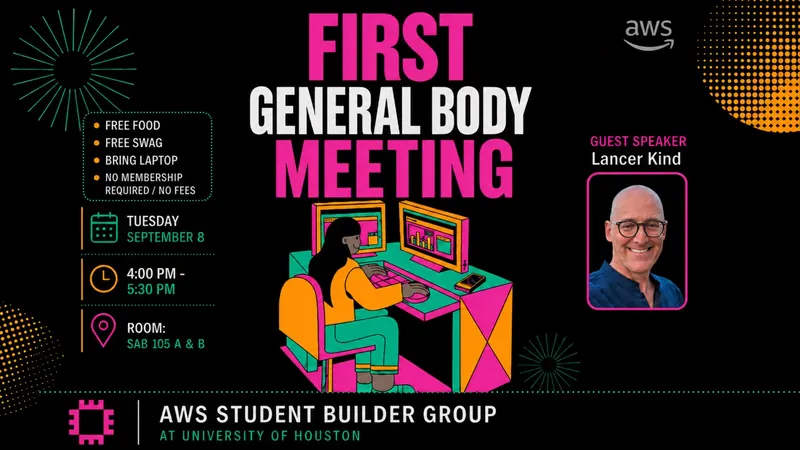 FIRST
GENERAL BODY
MEETING
aws
FREE FOOD
FREE SWAG
BRING LAPTOP
NO MEMBERSHIP
REQUIRED / NO FEES
TUESDAY
SEPTEMBER 8
4:00 PM -
5:30 PM
ROOM:
SAB 105 A & B
GUEST SPEAKER
Lancer Kind
AWS STUDENT BUILDER GROUP
AT UNIVERSITY OF HOUSTON